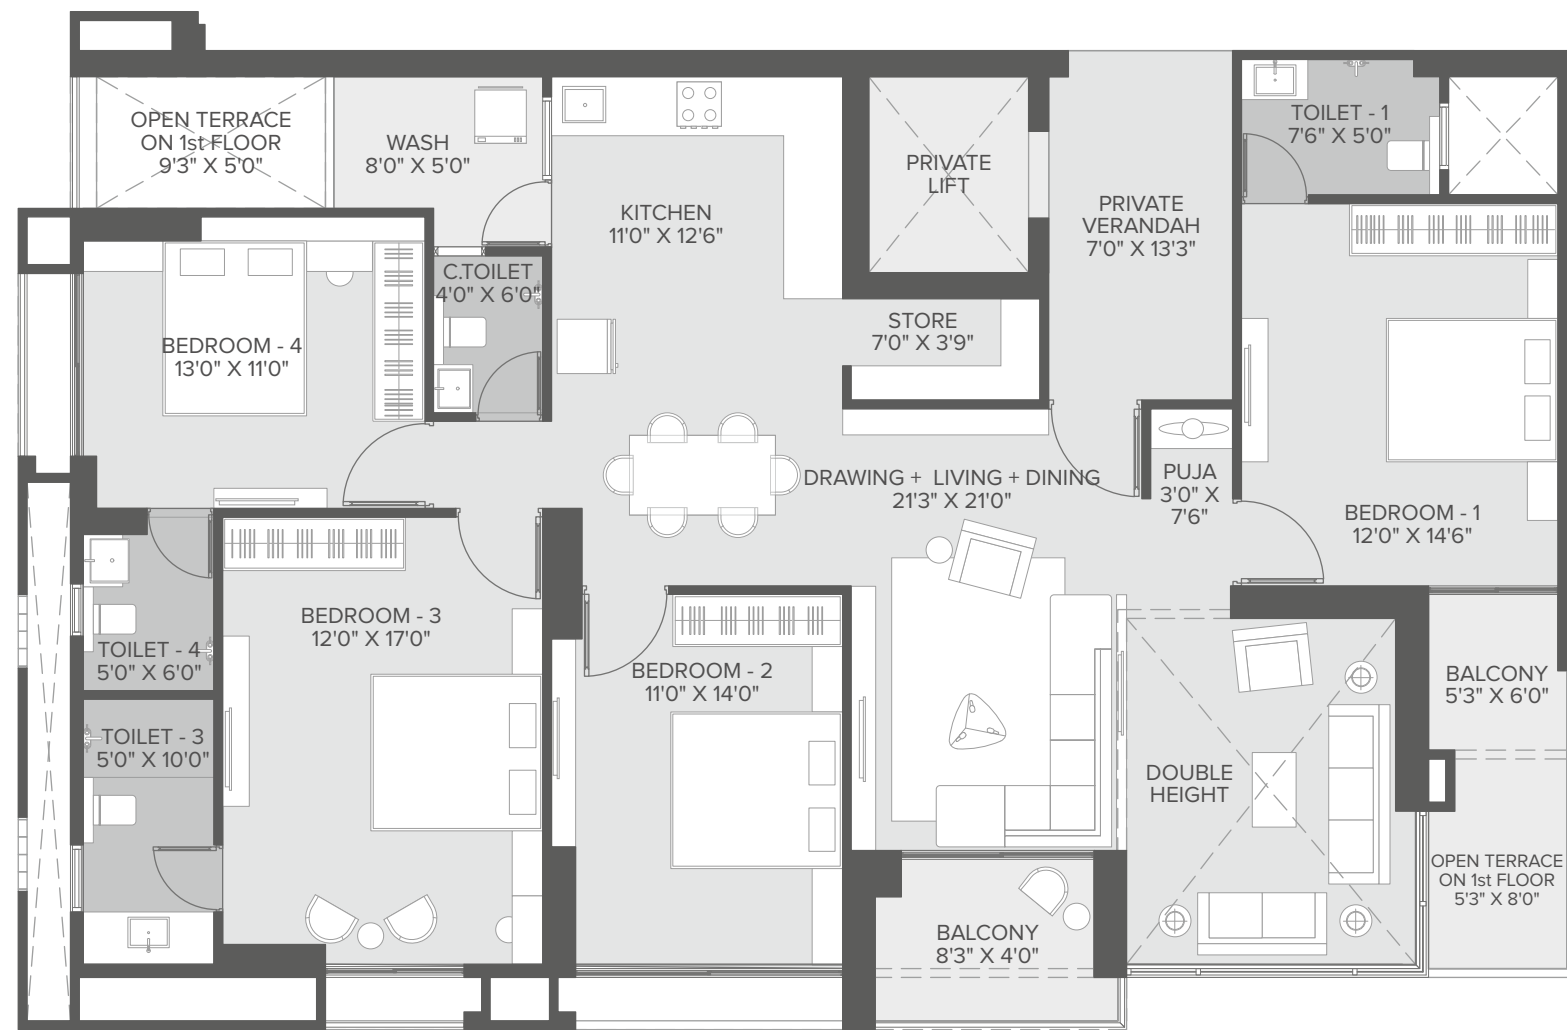 OPEN TERRACE
ON 1st FLOOR
9'3" X 5'0"
WASH
8'0" X 5'0"
KITCHEN
11'0" X 12'6"
PRIVATE
LIFT
PRIVATE
VERANDAH
7'0" X 13'3"
TOILET - 1
7'6" X 5'0"
C.TOILET
4'0" X 6'0"
BEDROOM - 4
13'0" X 11'0"
STORE
7'0" X 3'9"
DRAWING + LIVING + DINING
21'3" X 21'0"
PUJA
3'0" X
7'6"
BEDROOM - 1
12'0" X 14'6"
TOILET - 4
5'0" X 6'0"
BEDROOM - 3
12'0" X 17'0"
BEDROOM - 2
11'0" X 14'0"
BALCONY
5'3" X 6'0"
TOILET - 3
5'0" X 10'0"
DOUBLE
HEIGHT
OPEN TERRACE
ON 1st FLOOR
5'3" X 8'0"
BALCONY
8'3" X 4'0"